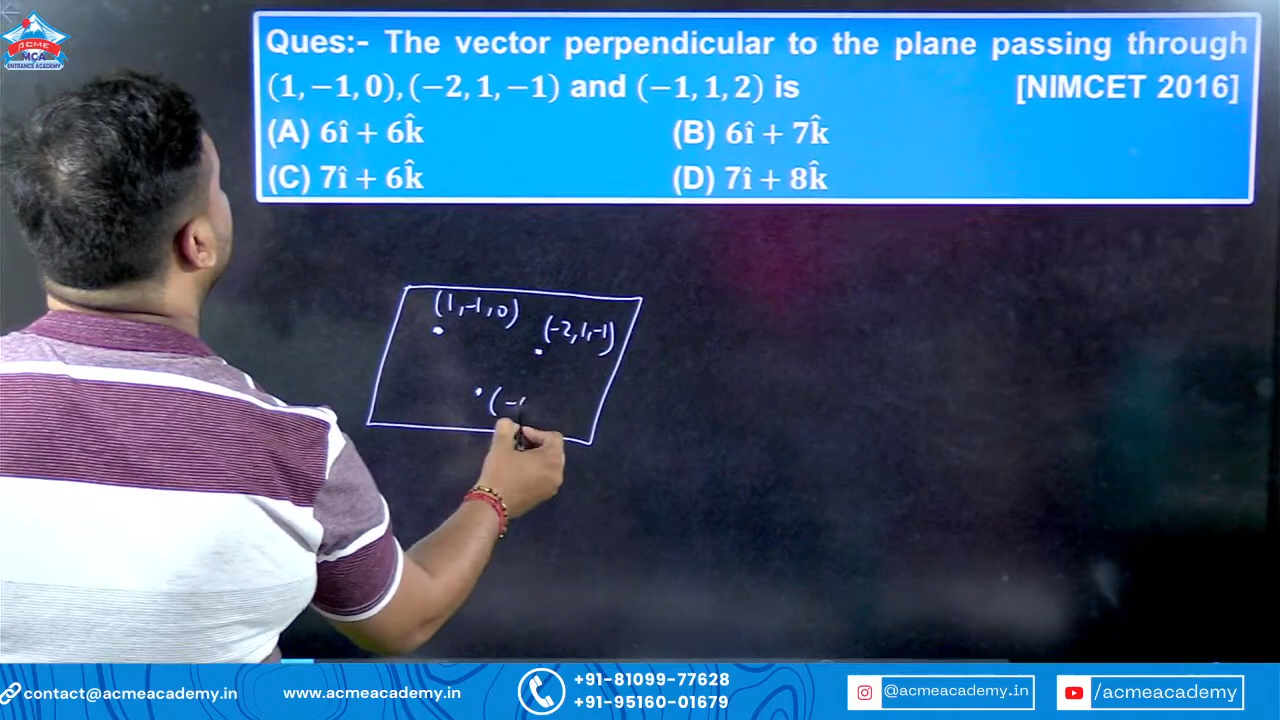 ACME
MCA
ENTRANCE ACADEMY
Ques:- The vector perpendicular to the plane passing through
(1, −1, 0), (−2, 1, −1) and (−1, 1, 2) is [NIMCET 2016]
(A) 6î + 6k̂ (B) 6î + 7k̂
(C) 7î + 6k̂ (D) 7î + 8k̂
(1,-1,0)
(-2,1,-1)
(-1
contact@acmeacademy.in www.acmeacademy.in +91-81099-77628 @acmeacademy.in /acmeacademy
+91-95160-01679